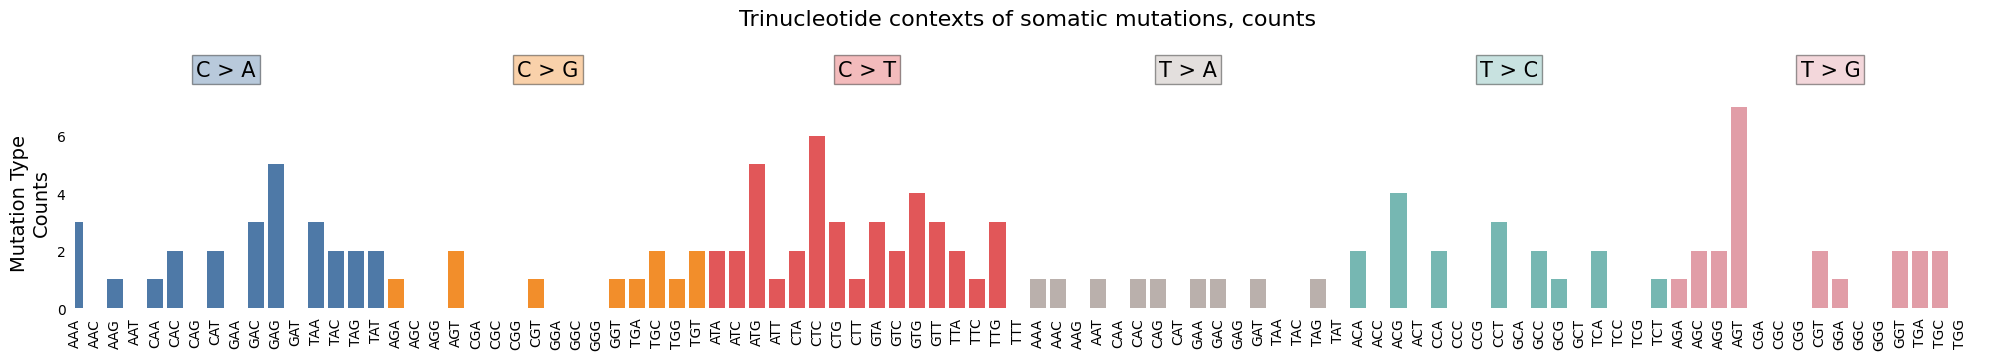 Trinucleotide contexts of somatic mutations, counts
C > A
C > G
C > T
T > A
T > C
T > G
Mutation Type
Counts
6
4
2
0
AAA
AAC
AAG
AAT
CAA
CAC
CAG
CAT
GAA
GAC
GAG
GAT
TAA
TAC
TAG
TAT
AGA
AGC
AGG
AGT
CGA
CGC
CGG
CGT
GGA
GGC
GGG
GGT
TGA
TGC
TGG
TGT
ATA
ATC
ATG
ATT
CTA
CTC
CTG
CTT
GTA
GTC
GTG
GTT
TTA
TTC
TTG
TTT
AAA
AAC
AAG
AAT
CAA
CAC
CAG
CAT
GAA
GAC
GAG
GAT
TAA
TAC
TAG
TAT
ACA
ACC
ACG
ACT
CCA
CCC
CCG
CCT
GCA
GCC
GCG
GCT
TCA
TCC
TCG
TCT
AGA
AGC
AGG
AGT
CGA
CGC
CGG
CGT
GGA
GGC
GGG
GGT
TGA
TGC
TGG